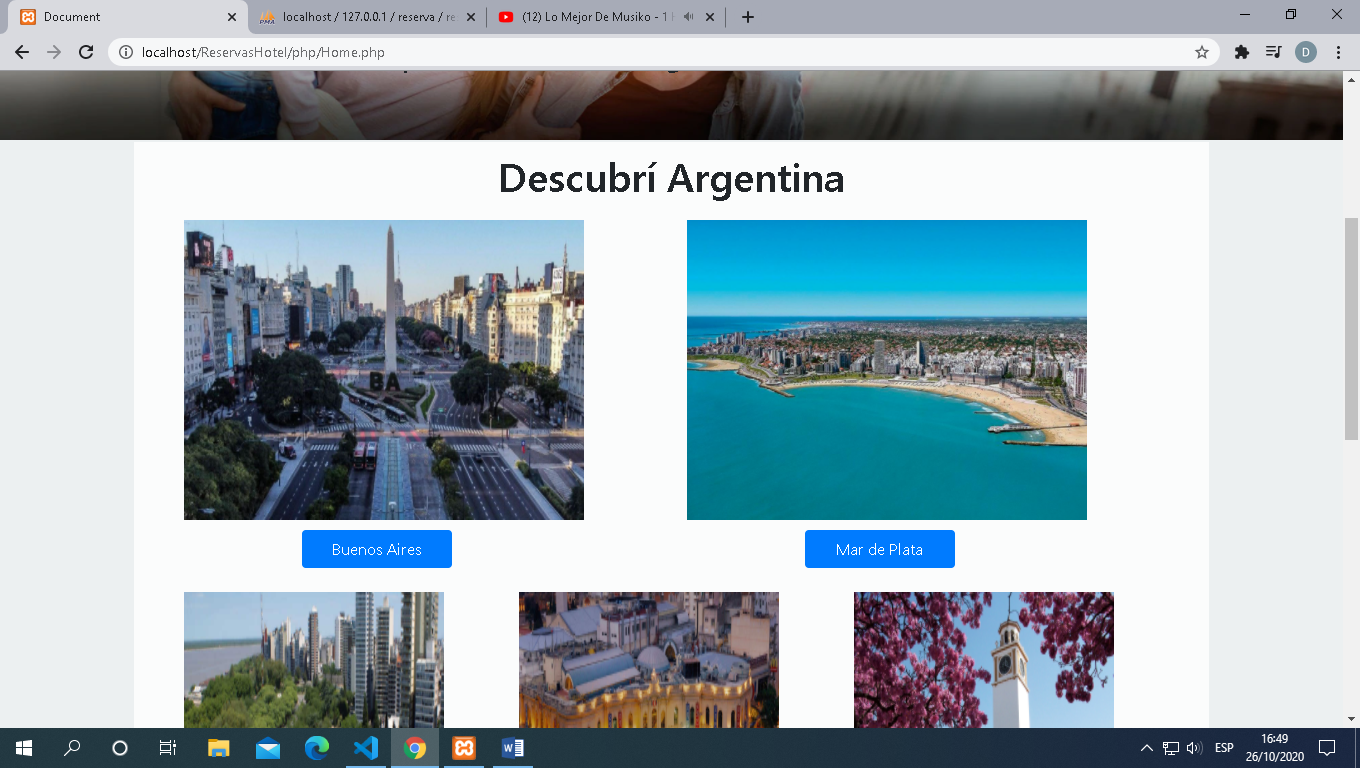 Document
localhost / 127.0.0.1 / reserva / re
(12) Lo Mejor De Musiko - 1 H
localhost/ReservasHotel/php/Home.php
D
Descubrí Argentina
BA
Buenos Aires
Mar de Plata
ESP
16:49
26/10/2020